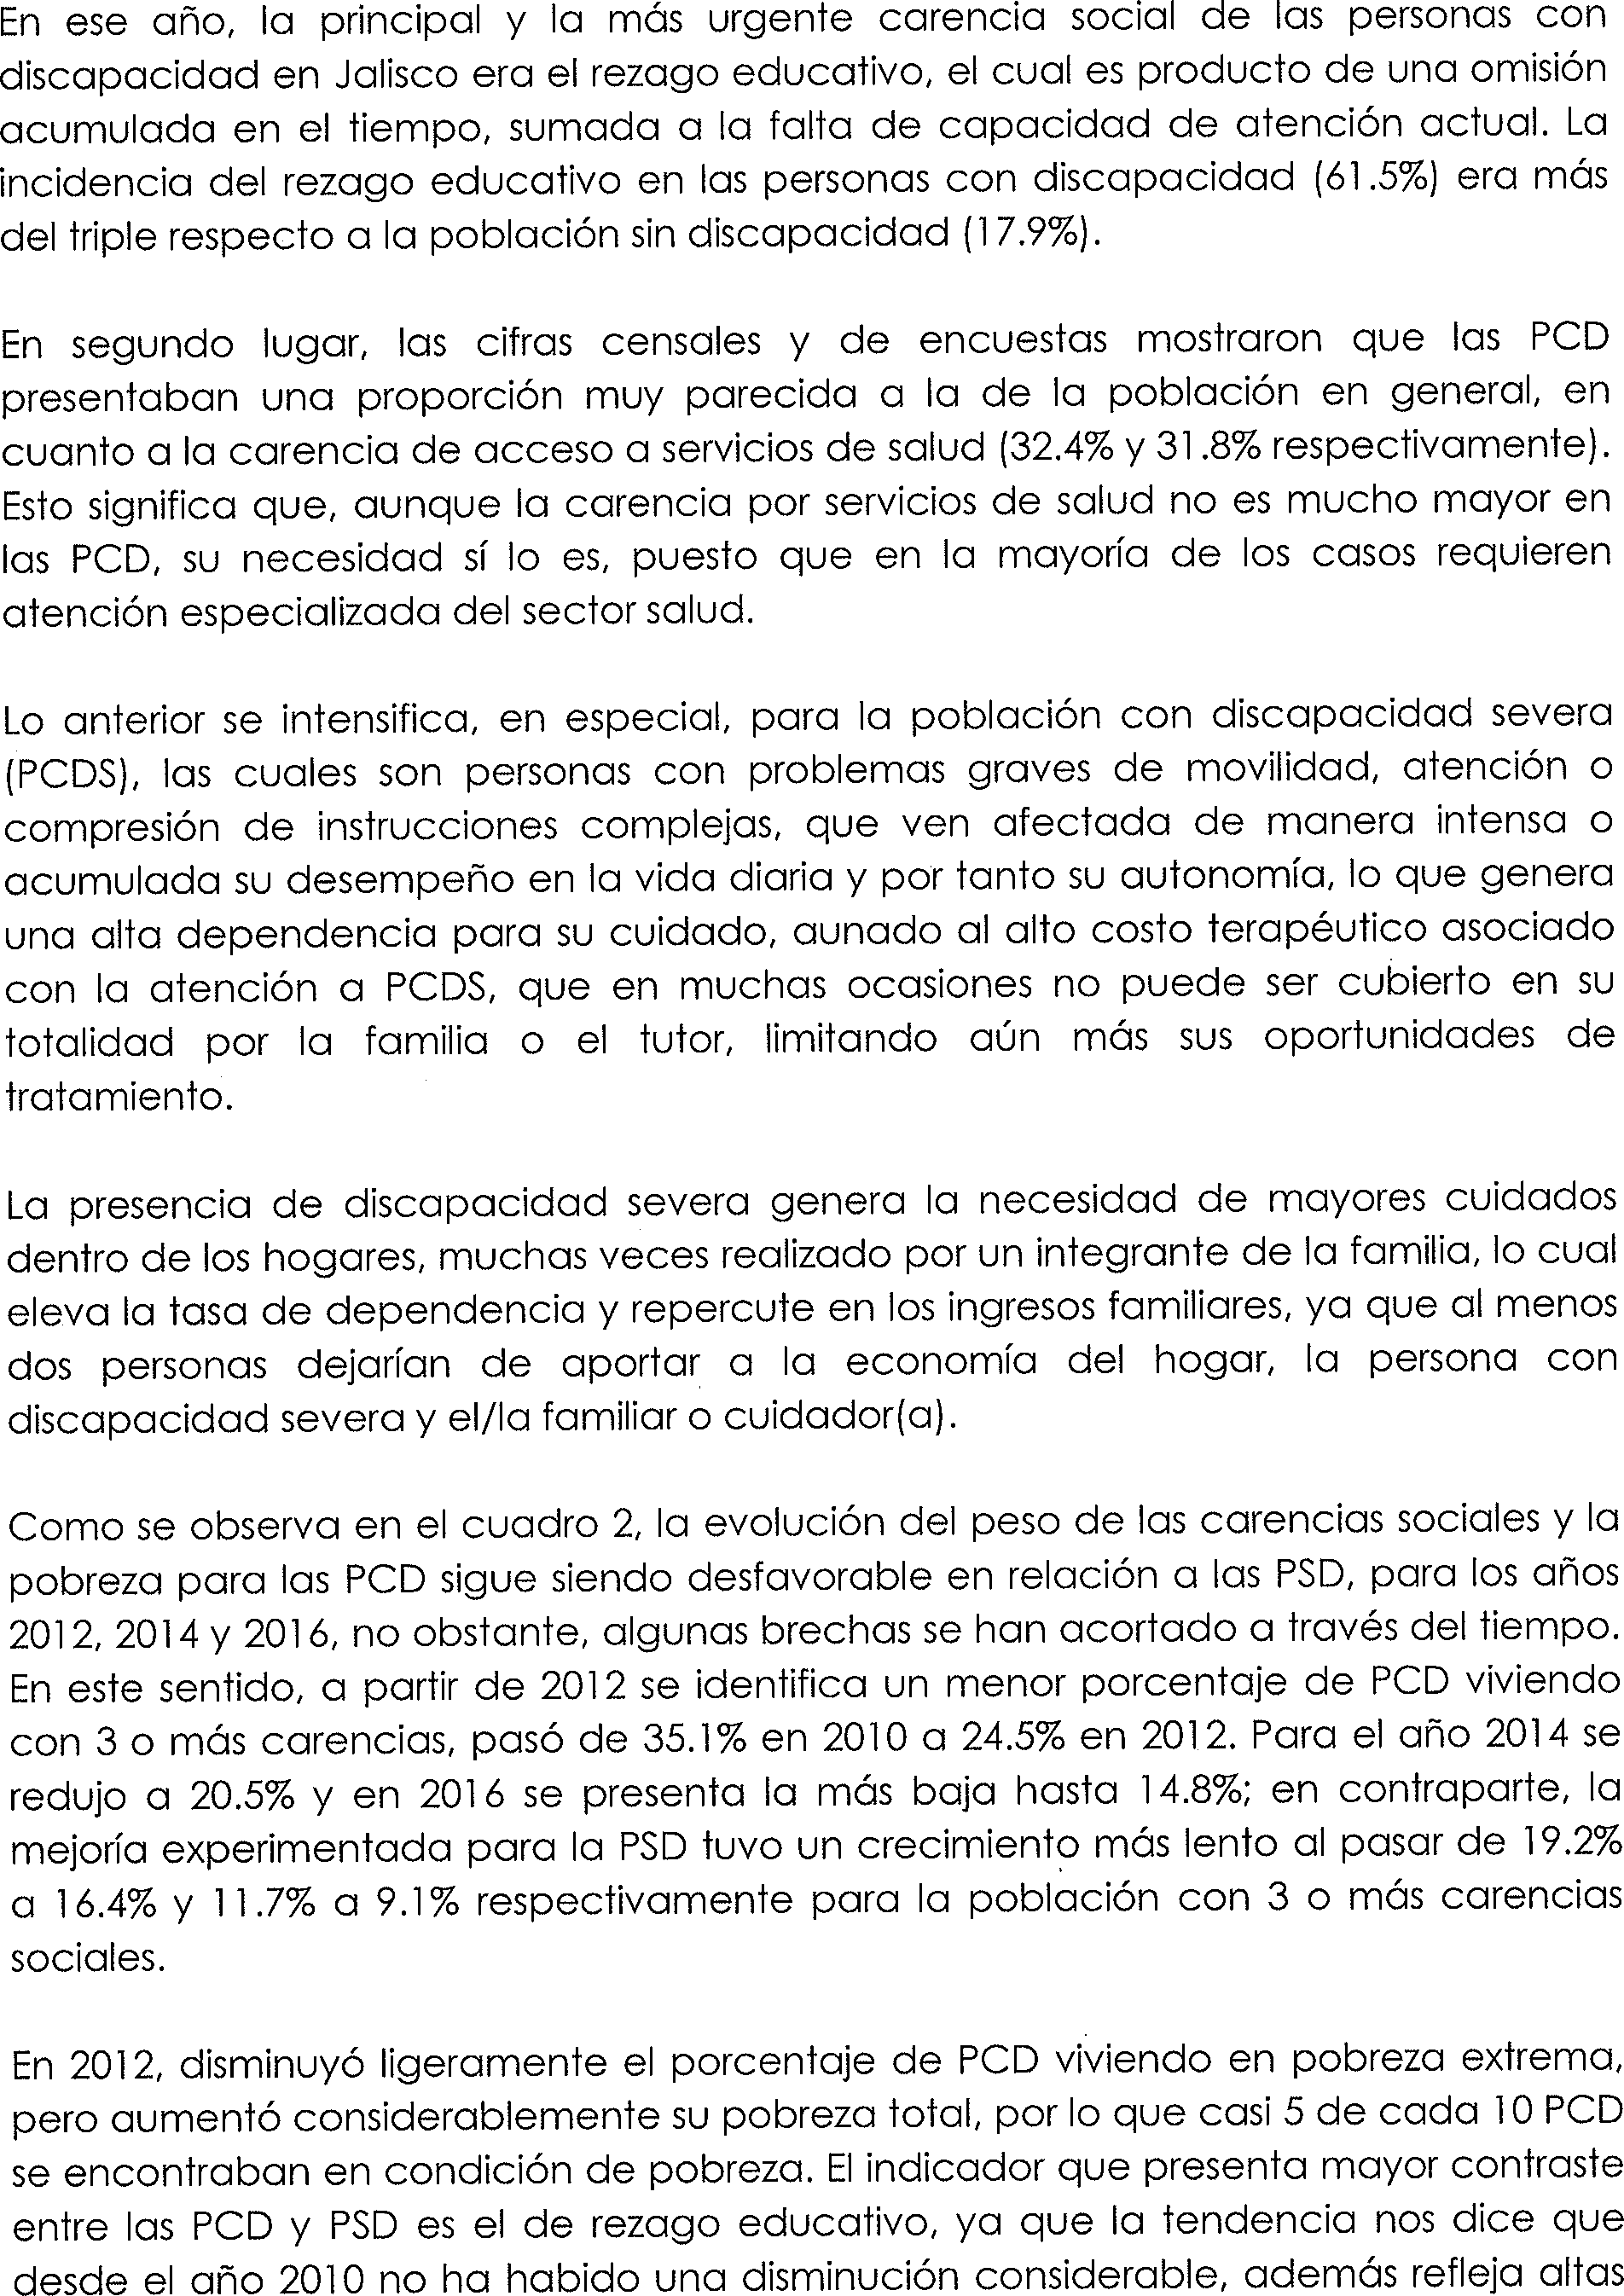 En ese año, la principal y la más urgente carencia social de las personas con
discapacidad en Jalisco era el rezago educativo, el cual es producto de una omisión
acumulada en el tiempo, sumada a la falta de capacidad de atención actual. La
incidencia del rezago educativo en las personas con discapacidad (61.5%) era más
del triple respecto a la población sin discapacidad (17.9%).
En segundo lugar, las cifras censales y de encuestas mostraron que las PCD
presentaban una proporción muy parecida a la de la población en general, en
cuanto a la carencia de acceso a servicios de salud (32.4% y 31.8% respectivamente).
Esto significa que, aunque la carencia por servicios de salud no es mucho mayor en
las PCD, su necesidad sí lo es, puesto que en la mayoría de los casos requieren
atención especializada del sector salud.
Lo anterior se intensifica, en especial, para la población con discapacidad severa
(PCDS), las cuales son personas con problemas graves de movilidad, atención o
compresión de instrucciones complejas, que ven afectada de manera intensa o
acumulada su desempeño en la vida diaria y por tanto su autonomía, lo que genera
una alta dependencia para su cuidado, aunado al alto costo terapéutico asociado
con la atención a PCDS, que en muchas ocasiones no puede ser cubierto en su
totalidad por la familia o el tutor, limitando aún más sus oportunidades de
tratamiento.
La presencia de discapacidad severa genera la necesidad de mayores cuidados
dentro de los hogares, muchas veces realizado por un integrante de la familia, lo cual
eleva la tasa de dependencia y repercute en los ingresos familiares, ya que al menos
dos personas dejarían de aportar a la economía del hogar, la persona con
discapacidad severa y el/la familiar o cuidador(a).
Como se observa en el cuadro 2, la evolución del peso de las carencias sociales y la
pobreza para las PCD sigue siendo desfavorable en relación a las PSD, para los años
2012, 2014 y 2016, no obstante, algunas brechas se han acortado a través del tiempo.
En este sentido, a partir de 2012 se identifica un menor porcentaje de PCD viviendo
con 3 o más carencias, pasó de 35.1% en 2010 a 24.5% en 2012. Para el año 2014 se
redujo a 20.5% y en 2016 se presenta la más baja hasta 14.8%; en contraparte, la
mejoría experimentada para la PSD tuvo un crecimiento más lento al pasar de 19.2%
a 16.4% y 11.7% a 9.1% respectivamente para la población con 3 o más carencias
sociales.
En 2012, disminuyó ligeramente el porcentaje de PCD viviendo en pobreza extrema,
pero aumentó considerablemente su pobreza total, por lo que casi 5 de cada 10 PCD
se encontraban en condición de pobreza. El indicador que presenta mayor contraste
entre las PCD y PSD es el de rezago educativo, ya que la tendencia nos dice que
desde el año 2010 no ha habido una disminución considerable, además refleja altas